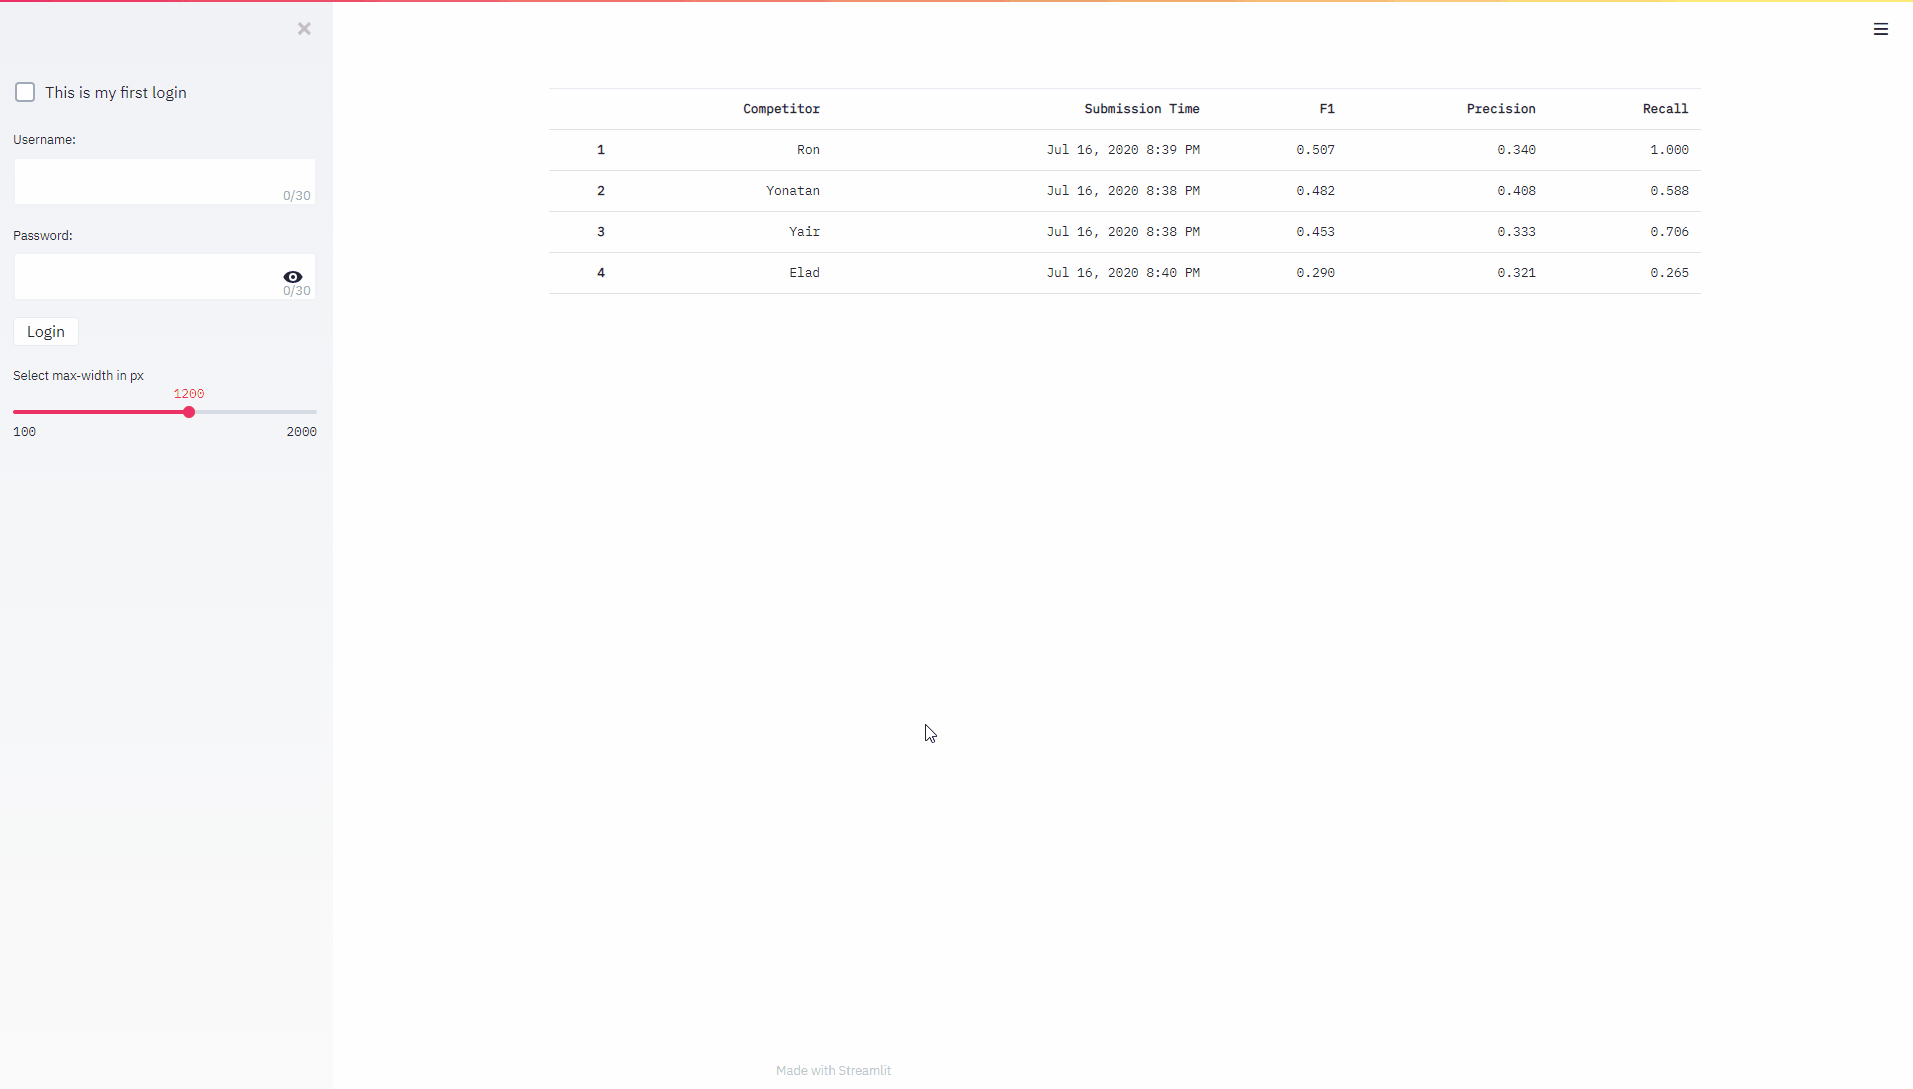 This is my first login
Username:
0/30
Password:
0/30
Login
Select max-width in px
1200
100 2000
Competitor Submission Time F1 Precision Recall
1 Ron Jul 16, 2020 8:39 PM 0.507 0.340 1.000
2 Yonatan Jul 16, 2020 8:38 PM 0.482 0.408 0.588
3 Yair Jul 16, 2020 8:38 PM 0.453 0.333 0.706
4 Elad Jul 16, 2020 8:40 PM 0.290 0.321 0.265
Made with Streamlit